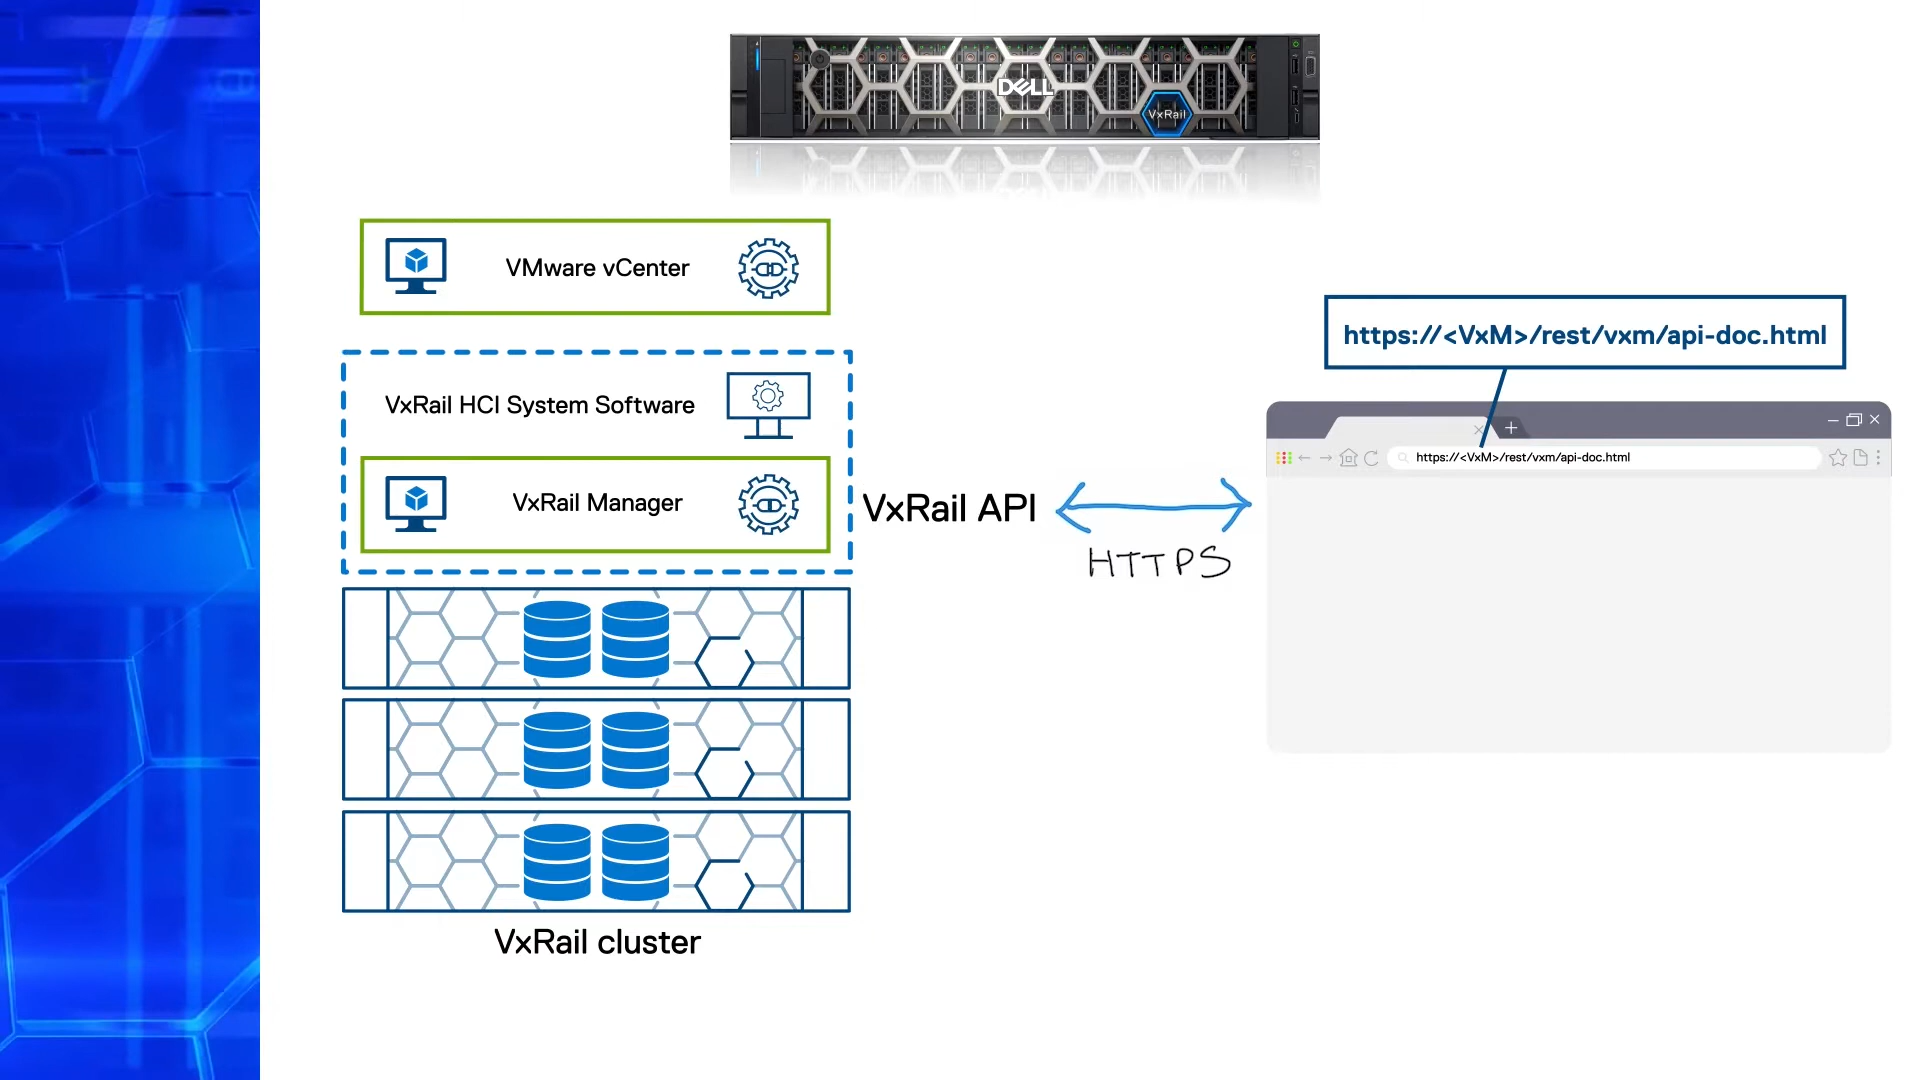 DELL
VxRail
VMware vCenter
https://<VxM>/rest/vxm/api-doc.html
VxRail HCI System Software
https://<VxM>/rest/vxm/api-doc.html
VxRail Manager
VxRail API
HTTPS
VxRail cluster